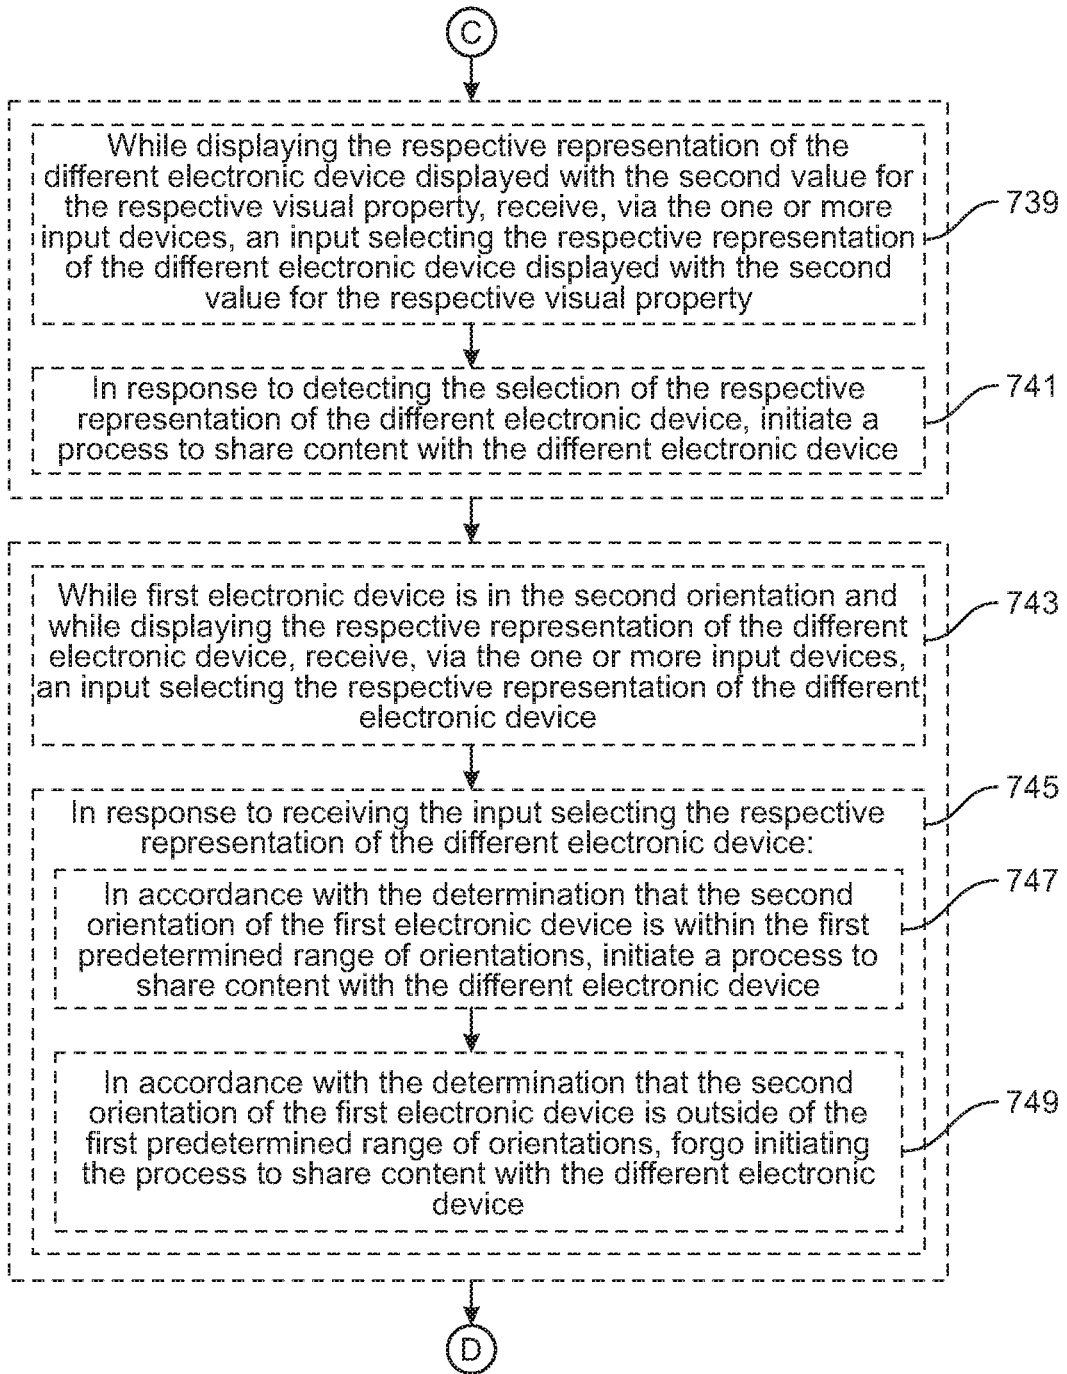 C
While displaying the respective representation of the
different electronic device displayed with the second value for
the respective visual property, receive, via the one or more
input devices, an input selecting the respective representation
of the different electronic device displayed with the second
value for the respective visual property
739
In response to detecting the selection of the respective
representation of the different electronic device, initiate a
process to share content with the different electronic device
741
While first electronic device is in the second orientation and
while displaying the respective representation of the different
electronic device, receive, via the one or more input devices,
an input selecting the respective representation of the different
electronic device
743
In response to receiving the input selecting the respective
representation of the different electronic device:
745
In accordance with the determination that the second
orientation of the first electronic device is within the first
predetermined range of orientations, initiate a process to
share content with the different electronic device
747
In accordance with the determination that the second
orientation of the first electronic device is outside of the
first predetermined range of orientations, forgo initiating
the process to share content with the different electronic
device
749
D